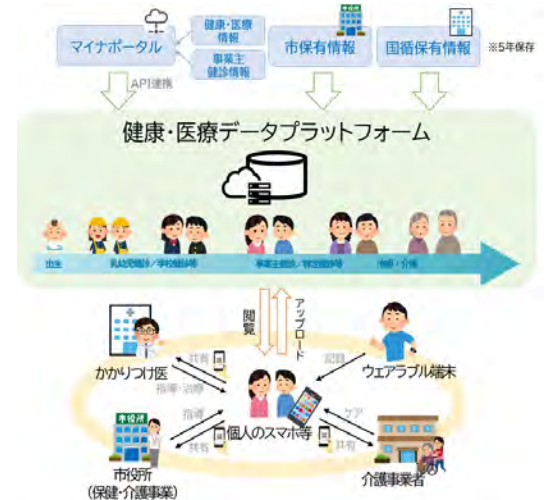 マイナポータル
健康・医療
情報
事業主
健診情報
市保有情報
国循保有情報
※5年保存
API連携
健康・医療データプラットフォーム
出生
乳幼児健診/学校健診等
事業主健診/特定健診等
治療・介護
閲覧
アップロード
かかりつけ医
共有
指導・治療
記録
ウェアラブル端末
個人のスマホ等
指導
共有
ケア
共有
市役所
市役所
(保健・介護事業)
介護事業者